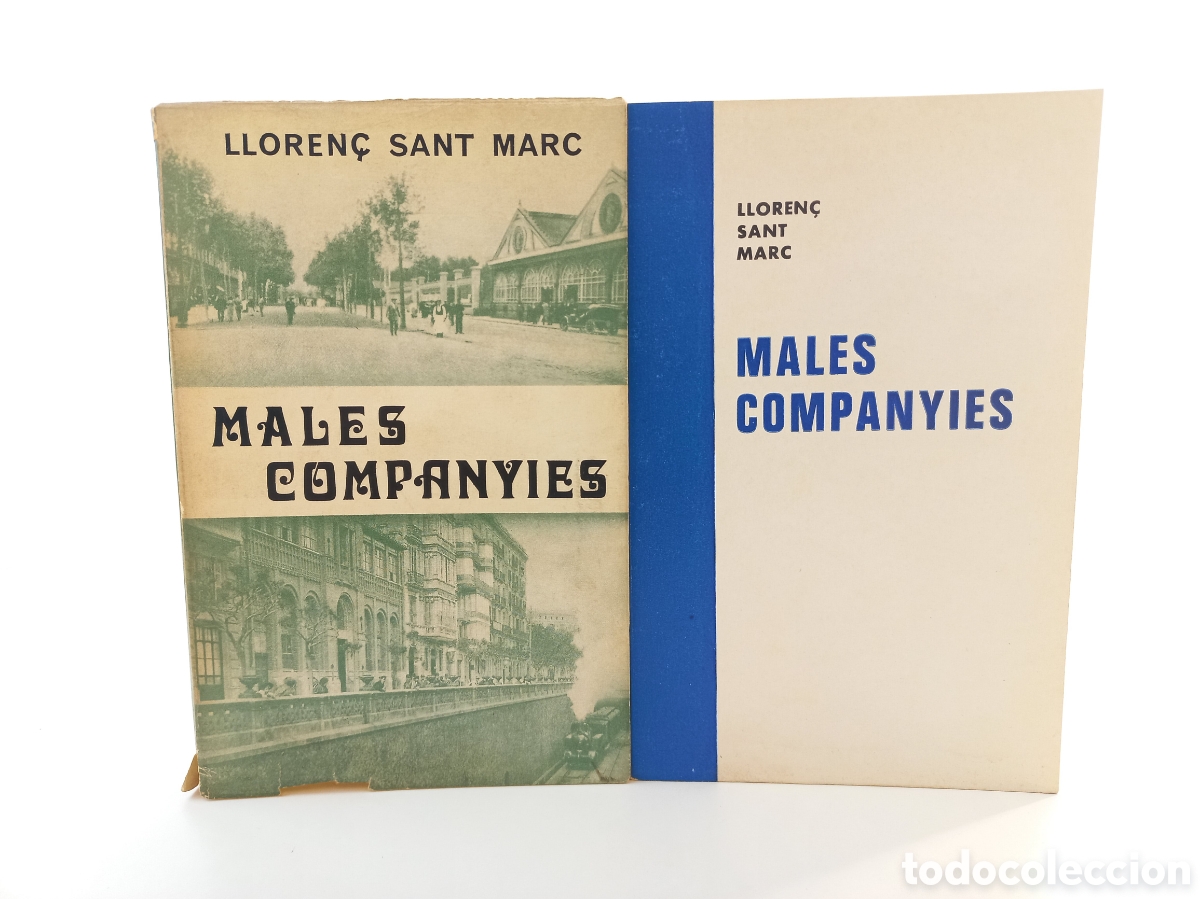 LLORENÇ SANT MARC
MALES
COMPANYIES
LLORENÇ
SANT
MARC
MALES
COMPANYIES
todocoleccion